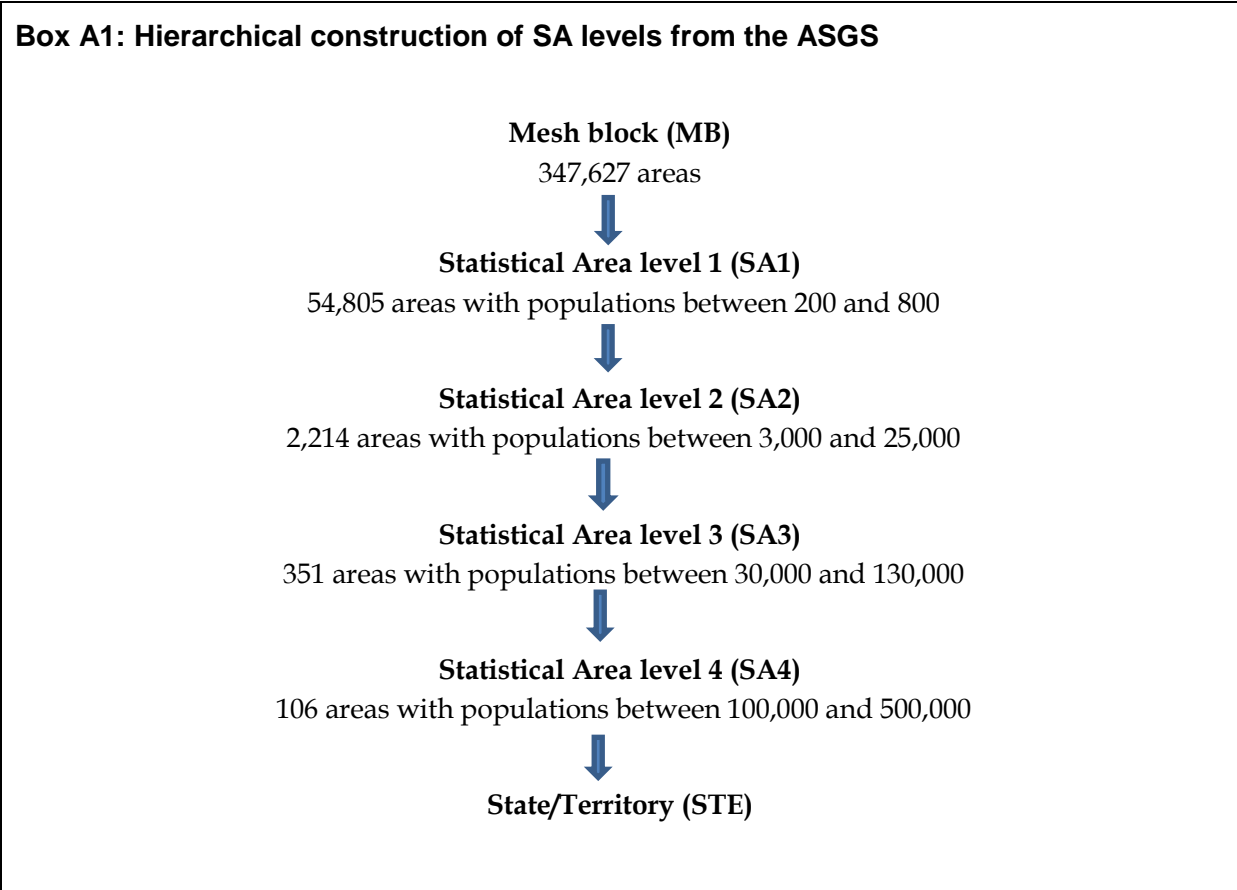 Box A1: Hierarchical construction of SA levels from the ASGS
Mesh block (MB)
347,627 areas
Statistical Area level 1 (SA1)
54,805 areas with populations between 200 and 800
Statistical Area level 2 (SA2)
2,214 areas with populations between 3,000 and 25,000
Statistical Area level 3 (SA3)
351 areas with populations between 30,000 and 130,000
Statistical Area level 4 (SA4)
106 areas with populations between 100,000 and 500,000
State/Territory (STE)